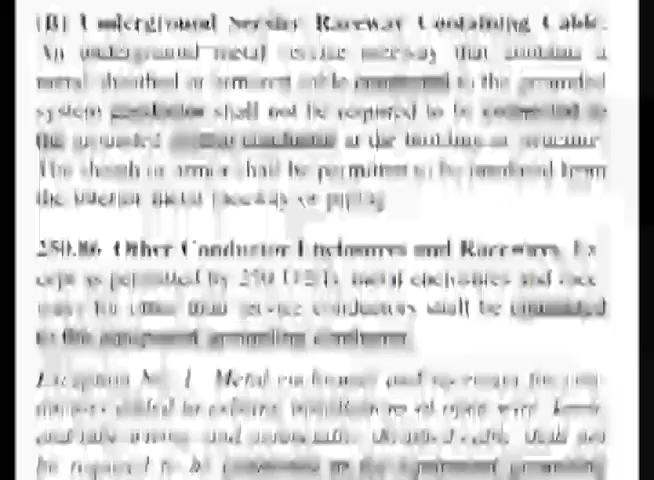 (B) Underground Service Raceway Containing Cable.
An underground metal service raceway that contains a
metal-sheathed or armored cable connected to the grounded
system conductor shall not be required to be connected to
the grounded system conductor at the building or structure.
The sheath or armor shall be permitted to be insulated from
the interior metal raceway or piping.
250.86 Other Conductor Enclosures and Raceways. Ex-
cept as permitted by 250.112(I), metal enclosures and race-
ways for other than service conductors shall be connected
to the equipment grounding conductor.
Exception No. 1: Metal enclosures and raceways for con-
ductors added to existing installations of open wire, knob-
and-tube wiring, and nonmetallic-sheathed cable shall not
be required to be connected to the equipment grounding